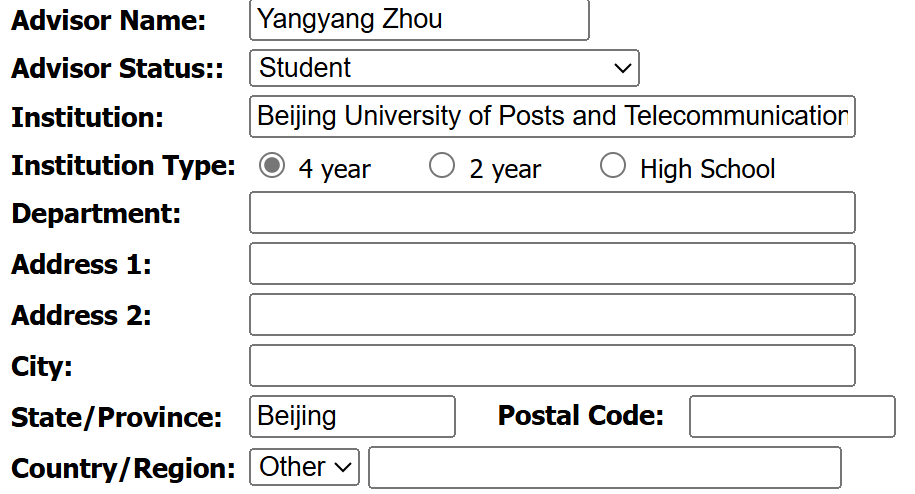 Advisor Name: Yangyang Zhou
Advisor Status:: Student
Institution: Beijing University of Posts and Telecommunication
Institution Type: 4 year 2 year High School
Department:
Address 1:
Address 2:
City:
State/Province: Beijing Postal Code:
Country/Region: Other